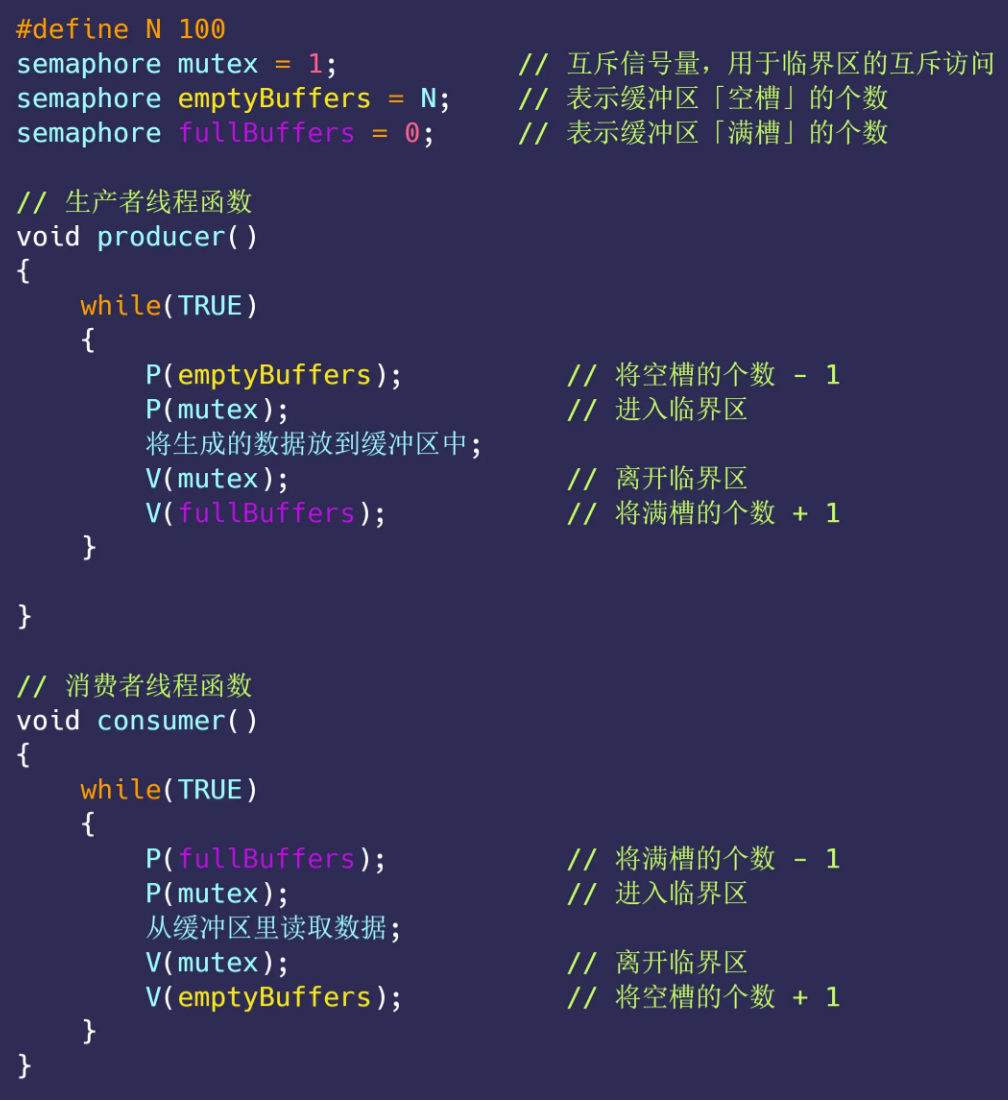 #define N 100
semaphore mutex = 1; // 互斥信号量，用于临界区的互斥访问
semaphore emptyBuffers = N; // 表示缓冲区「空槽」的个数
semaphore fullBuffers = 0; // 表示缓冲区「满槽」的个数
// 生产者线程函数
void producer()
{
while(TRUE)
{
P(emptyBuffers); // 将空槽的个数 - 1
P(mutex); // 进入临界区
将生成的数据放到缓冲区中;
V(mutex); // 离开临界区
V(fullBuffers); // 将满槽的个数 + 1
}
}
// 消费者线程函数
void consumer()
{
while(TRUE)
{
P(fullBuffers); // 将满槽的个数 - 1
P(mutex); // 进入临界区
从缓冲区里读取数据;
V(mutex); // 离开临界区
V(emptyBuffers); // 将空槽的个数 + 1
}
}